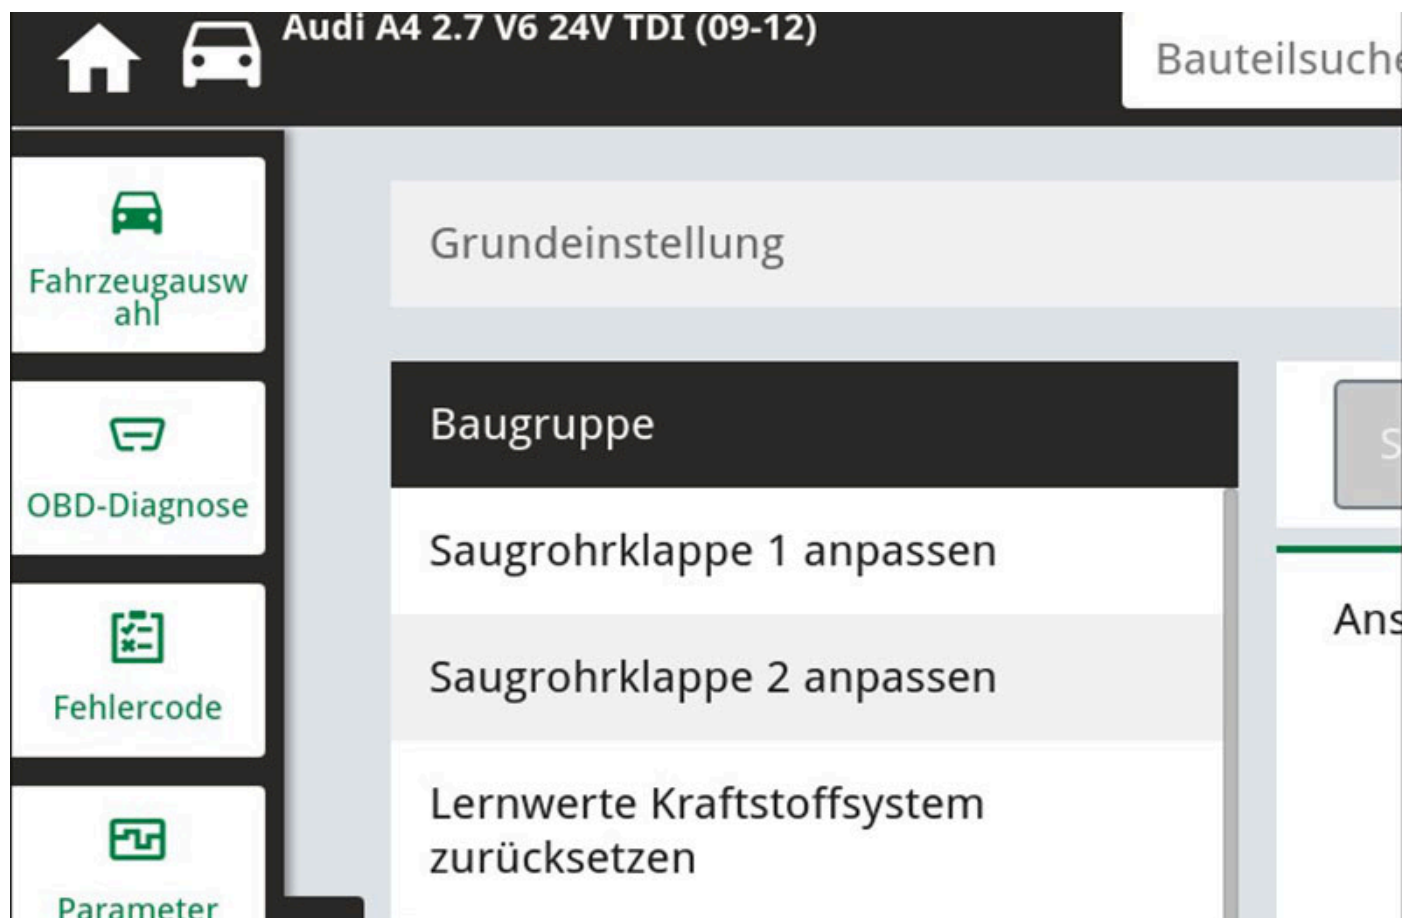 Audi A4 2.7 V6 24V TDI (09-12)
Bauteilsuche
Fahrzeugausw
ahl
OBD-Diagnose
Fehlercode
Parameter
Grundeinstellung
Baugruppe
Saugrohrklappe 1 anpassen
Saugrohrklappe 2 anpassen
Lernwerte Kraftstoffsystem
zurücksetzen